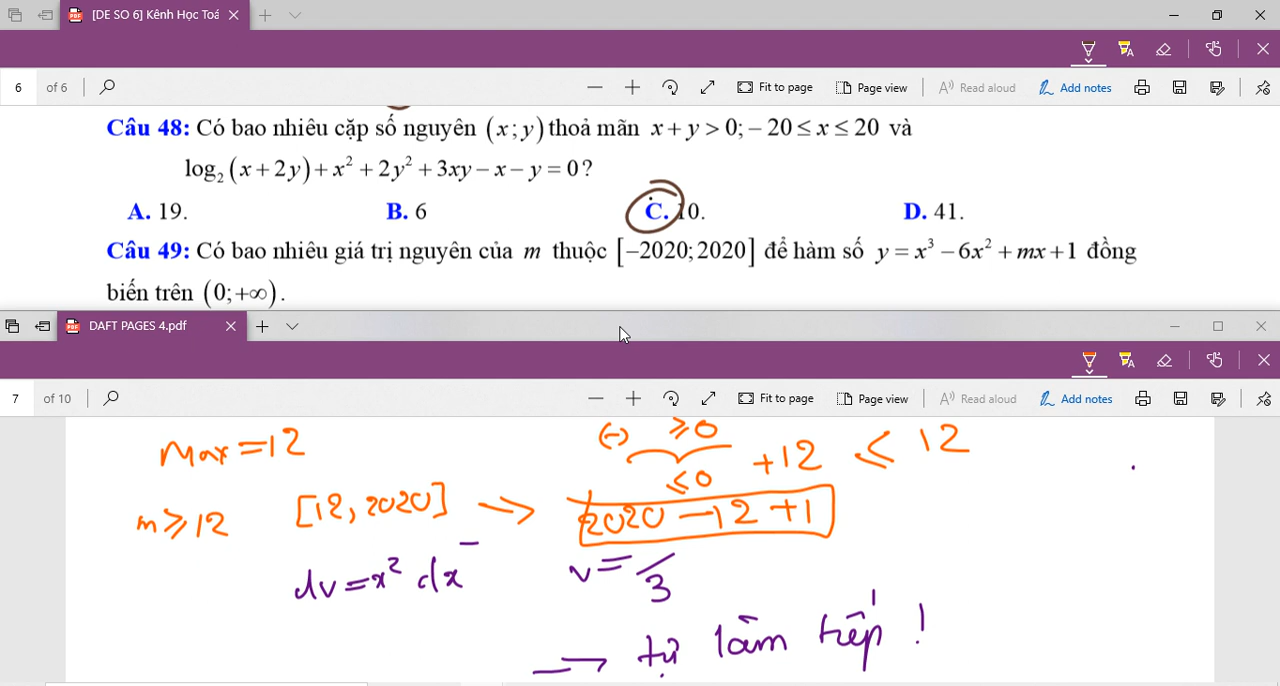 [DE SO 6] Kênh Học Toá
6 of 6 Fit to page Page view Read aloud Add notes
Câu 48: Có bao nhiêu cặp số nguyên (x;y) thoả mãn x + y > 0; −20 ≤ x ≤ 20 và
log₂(x + 2y) + x² + 2y² + 3xy − x − y = 0?
A. 19. B. 6 C. 10. D. 41.
Câu 49: Có bao nhiêu giá trị nguyên của m thuộc [−2020; 2020] để hàm số y = x³ − 6x² + mx + 1 đồng
biến trên (0; +∞).
DAFT PAGES 4.pdf
7 of 10 Fit to page Page view Read aloud Add notes
(−) ≥0
Max = 12 +12 ≤ 12
≤0
m ≥ 12 [12, 2020] → 2020 − 12 + 1
dv = x² dx v = /3
→ tự làm tiếp !